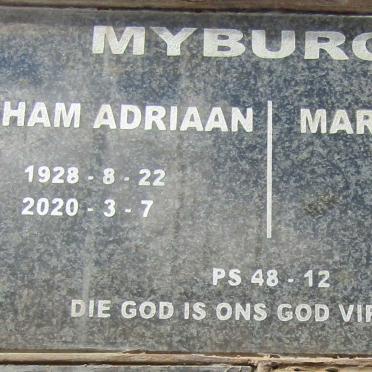 MYBURG
HAM ADRIAAN MAR
1928 - 8 - 22
2020 - 3 - 7
PS 48 - 12
DIE GOD IS ONS GOD VIR